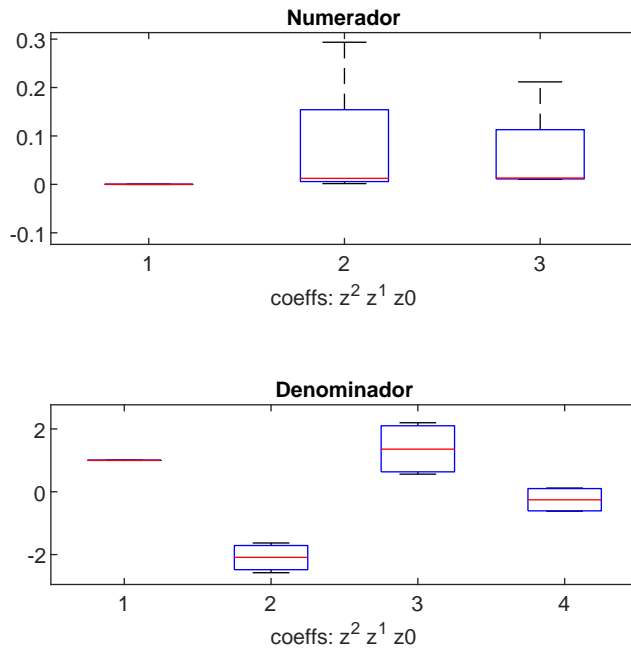 Numerador
0.3
0.2
0.1
0
-0.1
1 2 3
coeffs: z² z¹ z0
Denominador
2
0
-2
1 2 3 4
coeffs: z² z¹ z0